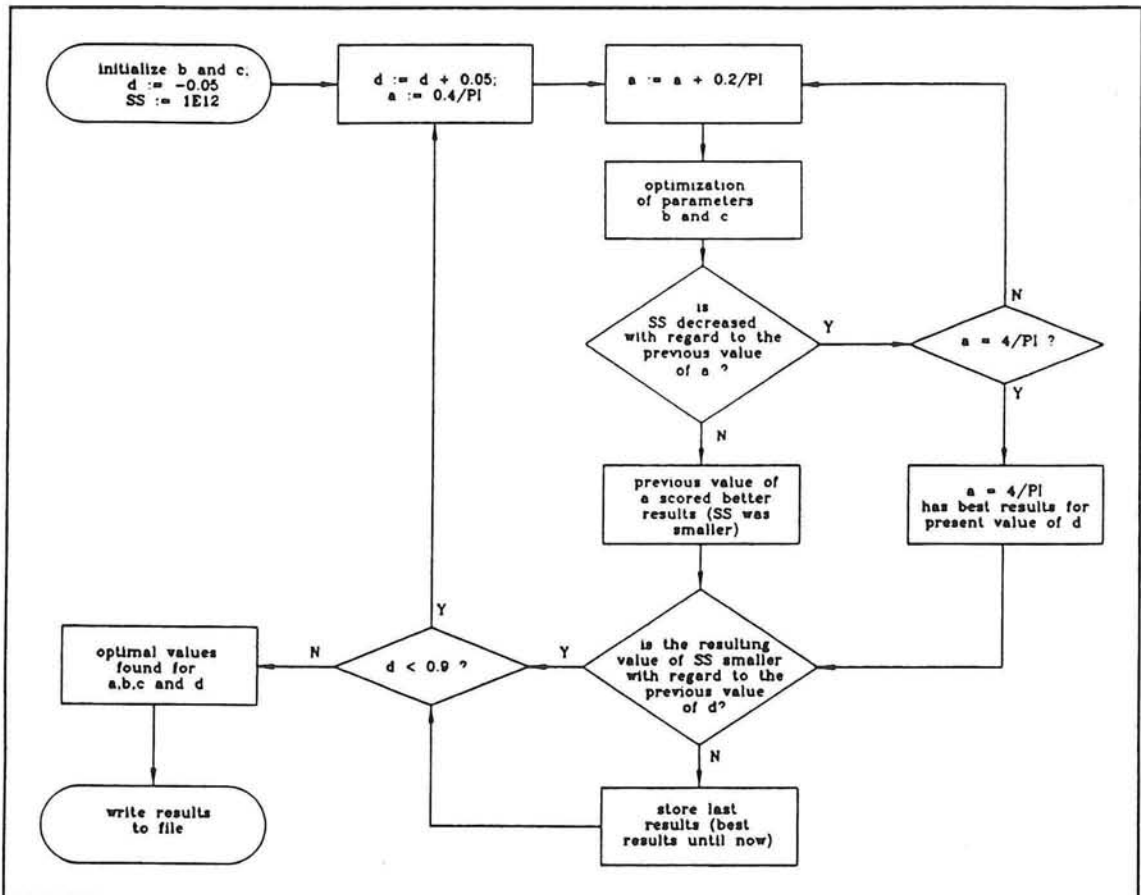 initialize b and c;
d := -0.05
SS := 1E12
d := d + 0.05;
a := 0.4/PI
a := a + 0.2/PI
optimization
of parameters
b and c
is
SS decreased
with regard to the
previous value
of a ?
Y
N
a = 4/PI ?
Y
N
previous value of
a scored better
results (SS was
smaller)
a = 4/PI
has best results for
present value of d
is the resulting
value of SS smaller
with regard to the
previous value
of d?
Y
N
d < 0.9 ?
Y
N
optimal values
found for
a,b,c and d
write results
to file
store last
results (best
results until now)